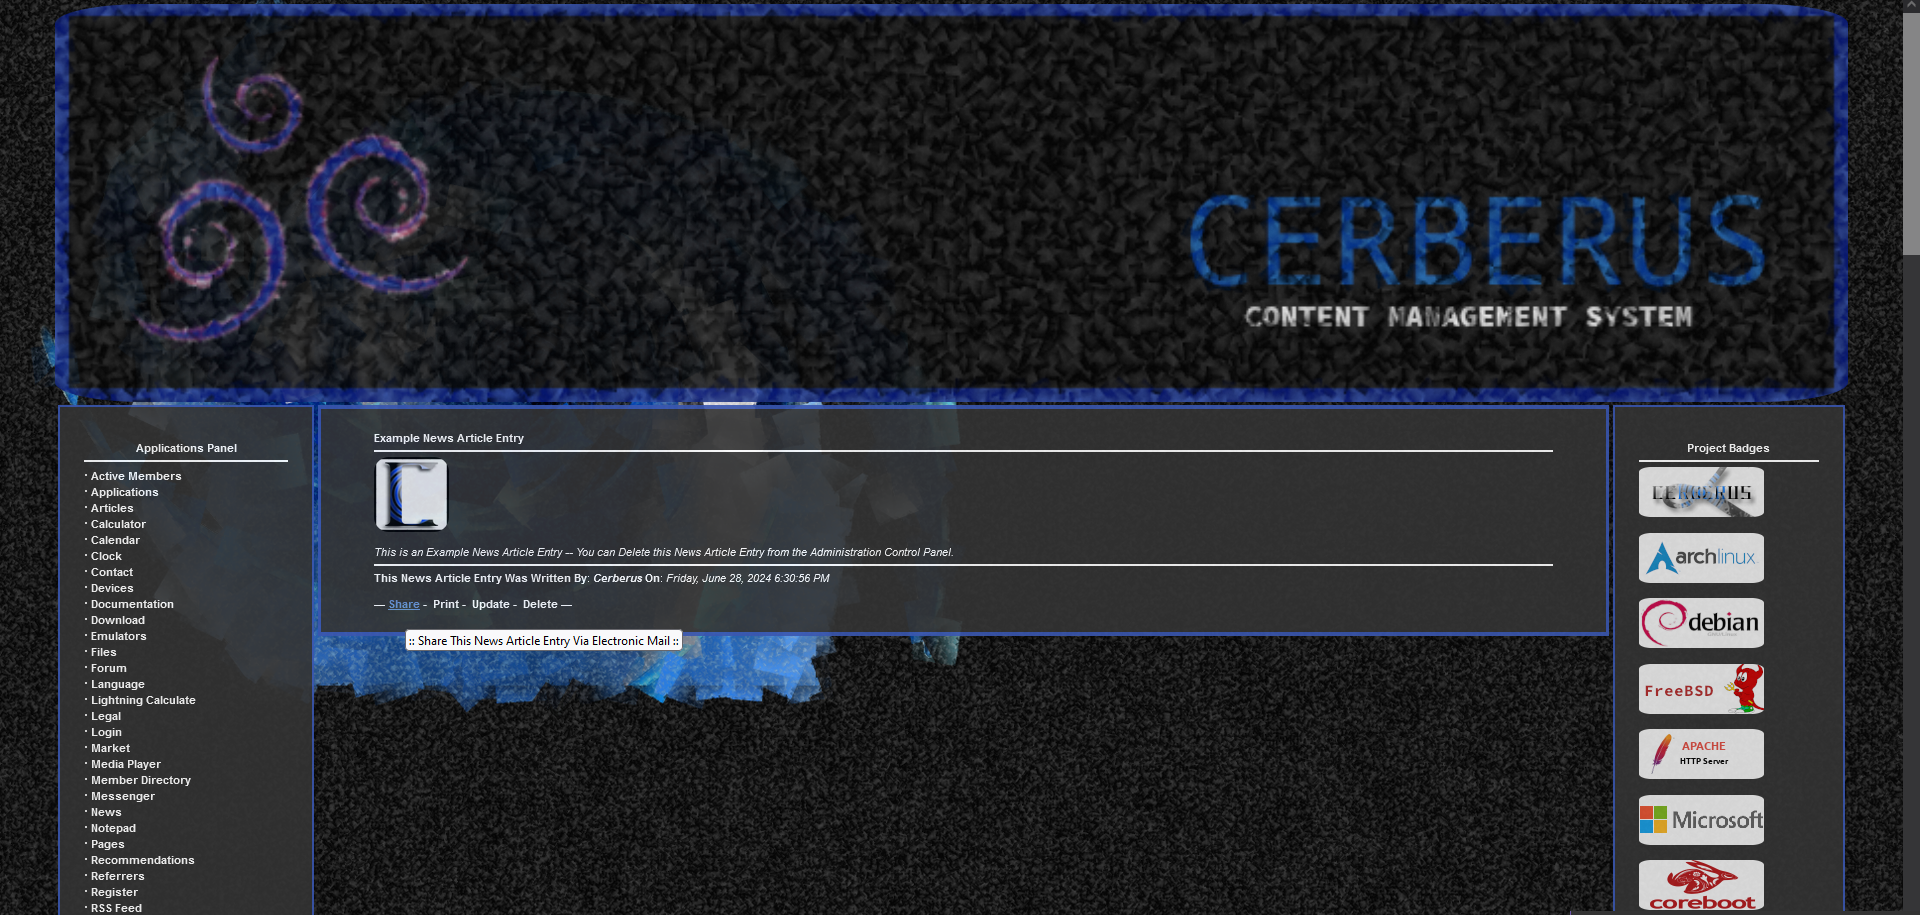 CERBERUS
CONTENT MANAGEMENT SYSTEM
Applications Panel
· Active Members
· Applications
· Articles
· Calculator
· Calendar
· Clock
· Contact
· Devices
· Documentation
· Download
· Emulators
· Files
· Forum
· Language
· Lightning Calculate
· Legal
· Login
· Market
· Media Player
· Member Directory
· Messenger
· News
· Notepad
· Pages
· Recommendations
· Referrers
· Register
· RSS Feed
Example News Article Entry
This is an Example News Article Entry -- You can Delete this News Article Entry from the Administration Control Panel.
This News Article Entry Was Written By: Cerberus On: Friday, June 28, 2024 6:30:56 PM
— Share - Print - Update - Delete —
:: Share This News Article Entry Via Electronic Mail ::
Project Badges
CERBERUS
archlinux
debian
FreeBSD
APACHE
HTTP Server
Microsoft
coreboot